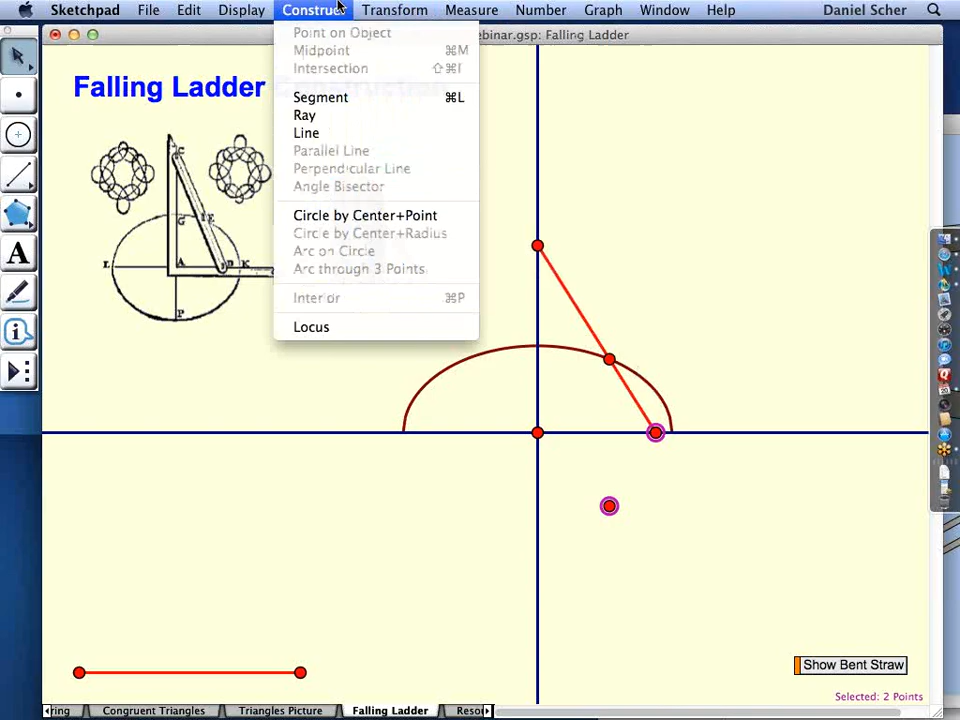 Sketchpad File Edit Display Construct Transform Measure Number Graph Window Help Daniel Scher
ebinar.gsp: Falling Ladder
Falling Ladder Construction
Point on Object
Midpoint ⌘M
Intersection ⇧⌘I
Segment ⌘L
Ray
Line
Parallel Line
Perpendicular Line
Angle Bisector
Circle by Center+Point
Circle by Center+Radius
Arc on Circle
Arc through 3 Points
Interior ⌘P
Locus
C
G E
L A D K
P
A
Show Bent Straw
Selected: 2 Points
ring Congruent Triangles Triangles Picture Falling Ladder Resou